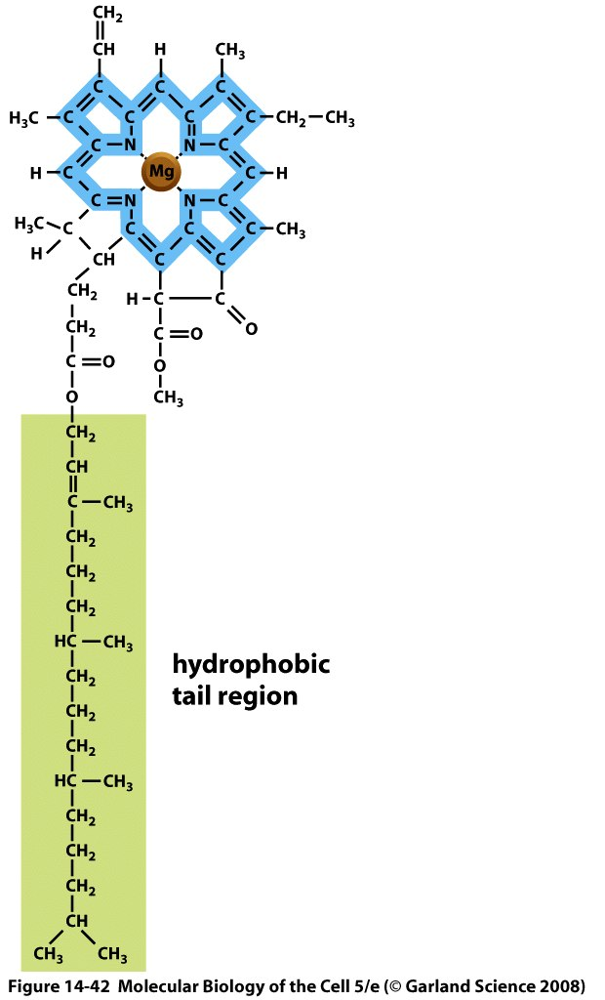 CH2
CH H CH3
C C C
H3C C C C C CH2 CH3
C N N C
H C Mg C H
C N N C
H3C C C C C CH3
H CH C C
CH2 H C C
CH2 C O O
C O O
O CH3
CH2
CH
C CH3
CH2
CH2
CH2
HC CH3
CH2
CH2
CH2
HC CH3
CH2
CH2
CH2
CH
CH3 CH3
hydrophobic
tail region
Figure 14-42 Molecular Biology of the Cell 5/e (© Garland Science 2008)